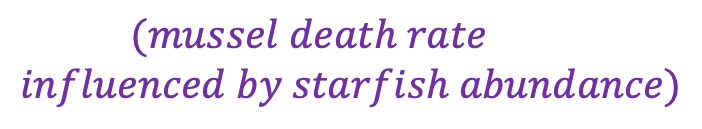 (mussel death rate
influenced by starfish abundance)